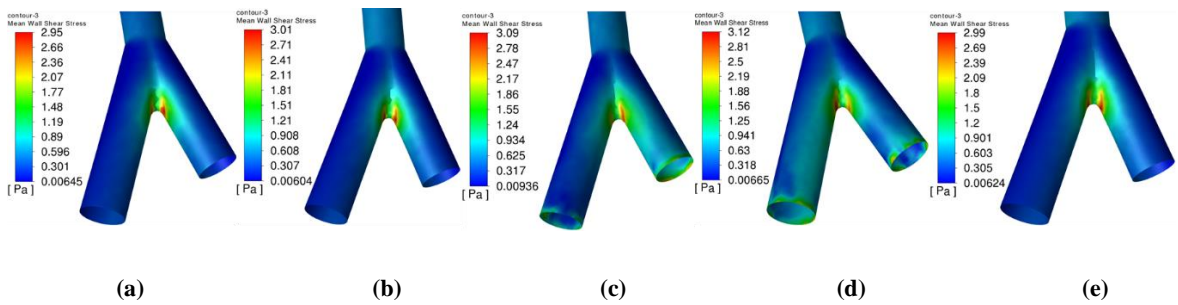 contour-3
Mean Wall Shear Stress
2.95
2.66
2.36
2.07
1.77
1.48
1.19
0.89
0.596
0.301
0.00645
[ Pa ]
contour-3
Mean Wall Shear Stress
3.01
2.71
2.41
2.11
1.81
1.51
1.21
0.908
0.608
0.307
0.00604
[ Pa ]
contour-3
Mean Wall Shear Stress
3.09
2.78
2.47
2.17
1.86
1.55
1.24
0.934
0.625
0.317
0.00936
[ Pa ]
contour-3
Mean Wall Shear Stress
3.12
2.81
2.5
2.19
1.88
1.56
1.25
0.941
0.63
0.318
0.00665
[ Pa ]
contour-3
Mean Wall Shear Stress
2.99
2.69
2.39
2.09
1.8
1.5
1.2
0.901
0.603
0.305
0.00624
[ Pa ]
(a)
(b)
(c)
(d)
(e)